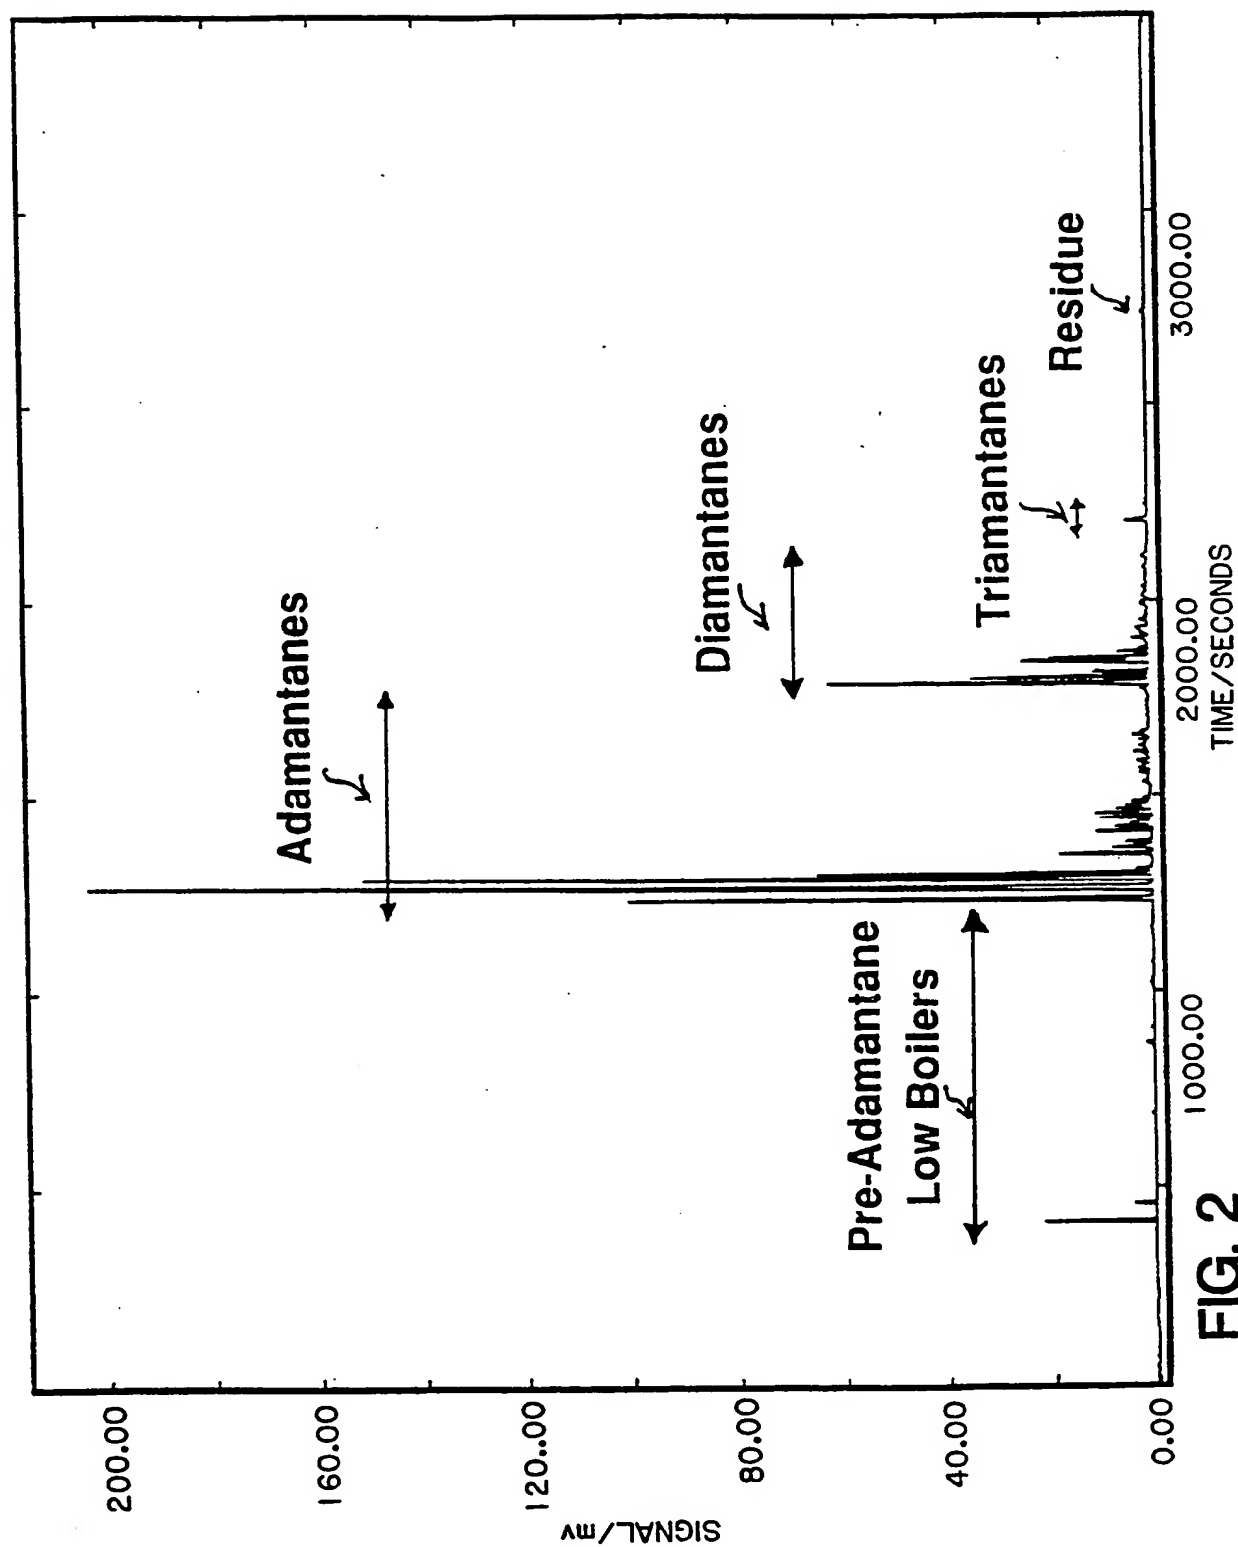 SIGNAL/mv
200.00
160.00
120..00
80.00
40.00
0.00
Adamantanes
Diamantanes
Triamantanes
Residue
Pre-Adamantane
Low Boilers
1000.00
2000.00
3000.00
TIME/SECONDS
FIG. 2